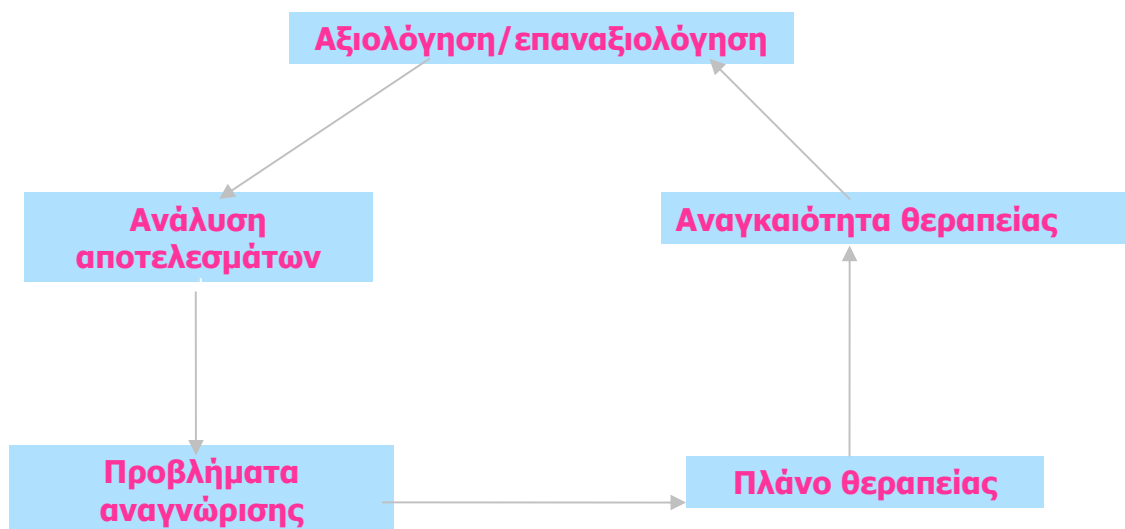 Αξιολόγηση/επαναξιολόγηση
Ανάλυση
αποτελεσμάτων
Αναγκαιότητα θεραπείας
Προβλήματα
αναγνώρισης
Πλάνο θεραπείας